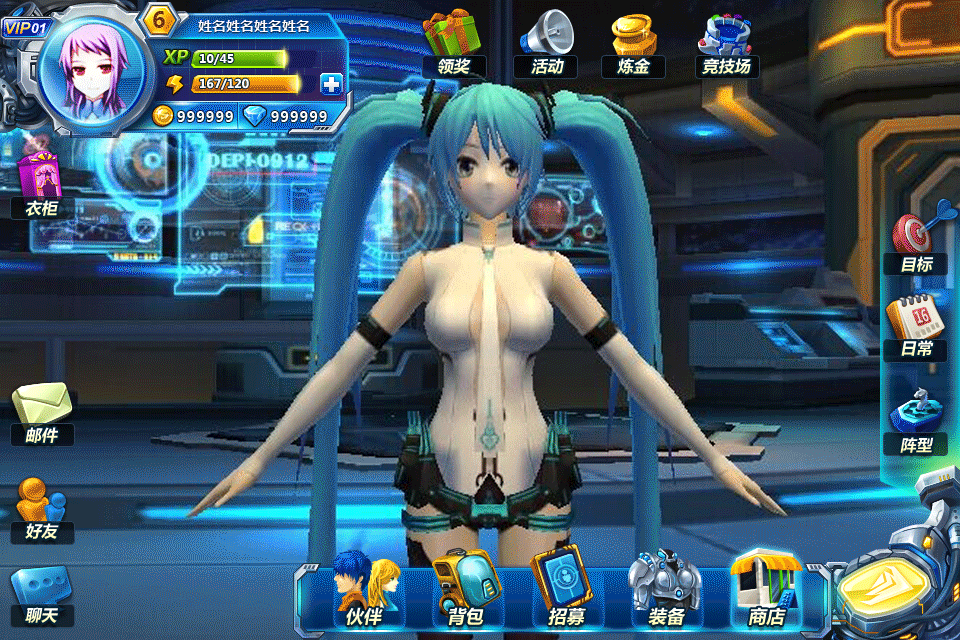 VIP01
6
姓名姓名姓名姓名
XP 10/45
167/120
999999 999999
领奖 活动 炼金 竞技场
DEPT-0912
衣柜
目标
16
日常
邮件
阵型
好友
聊天
伙伴 背包 招募 装备 商店